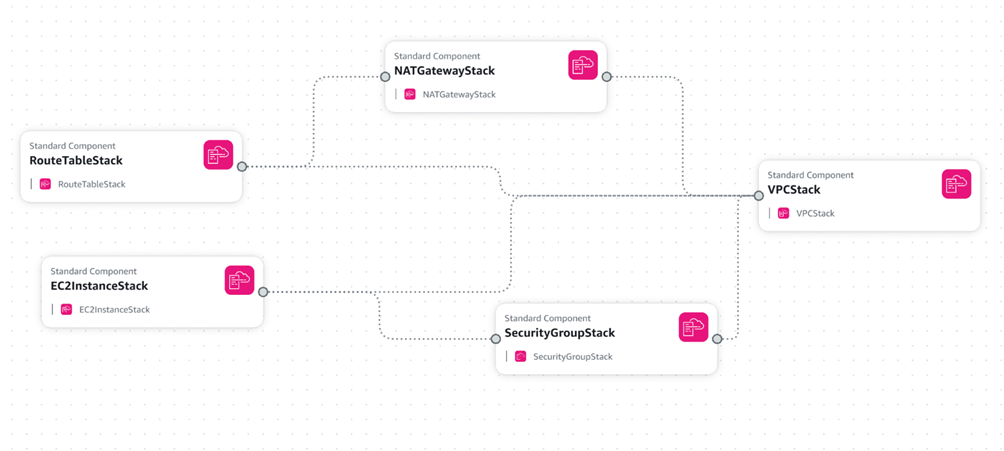 Standard Component
NATGatewayStack
NATGatewayStack
Standard Component
RouteTableStack
RouteTableStack
Standard Component
VPCStack
VPCStack
Standard Component
EC2InstanceStack
EC2InstanceStack
Standard Component
SecurityGroupStack
SecurityGroupStack